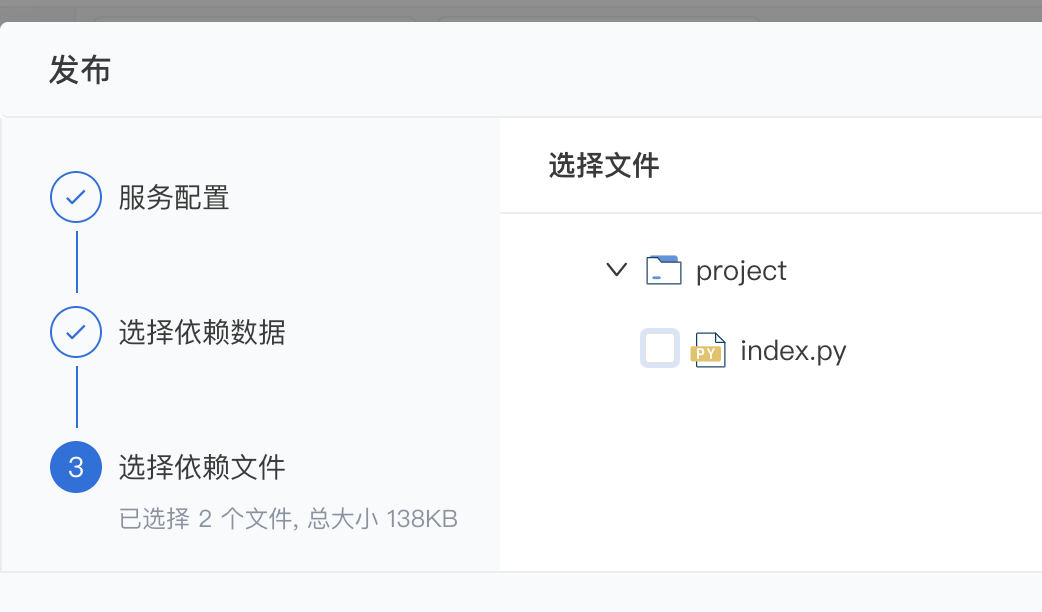 发布
服务配置
选择依赖数据
3 选择依赖文件
已选择 2 个文件, 总大小 138KB
选择文件
project
PY index.py